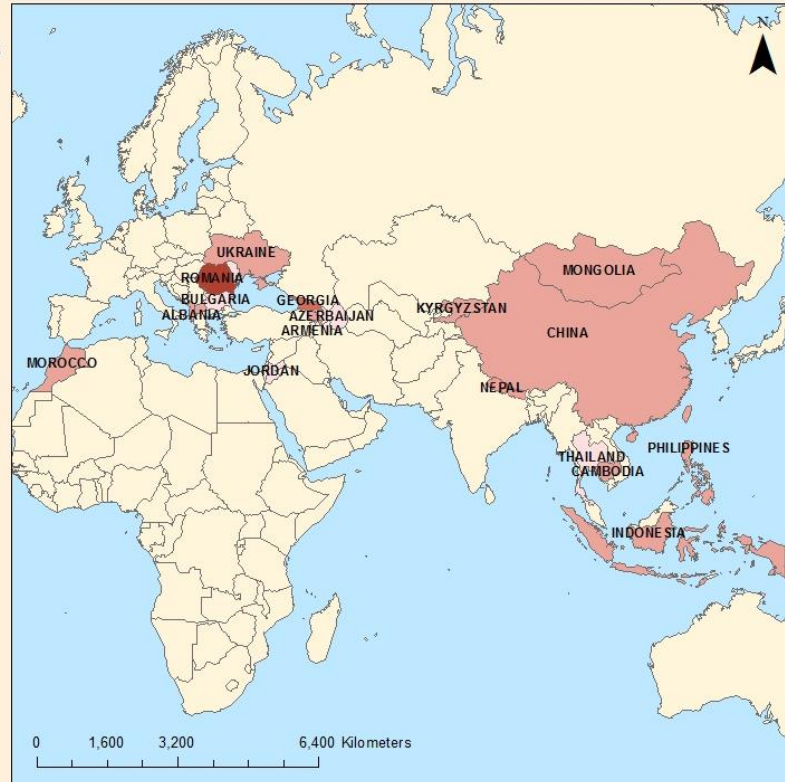 N
UKRAINE
MONGOLIA
ROMANIA
BULGARIA
GEORGIA
KYRGYZSTAN
ALBANIA
AZERBAIJAN
ARMENIA
CHINA
MOROCCO
JORDAN
NEPAL
PHILIPPINES
THAILAND
CAMBODIA
INDONESIA
0 1,600 3,200 6,400 Kilometers